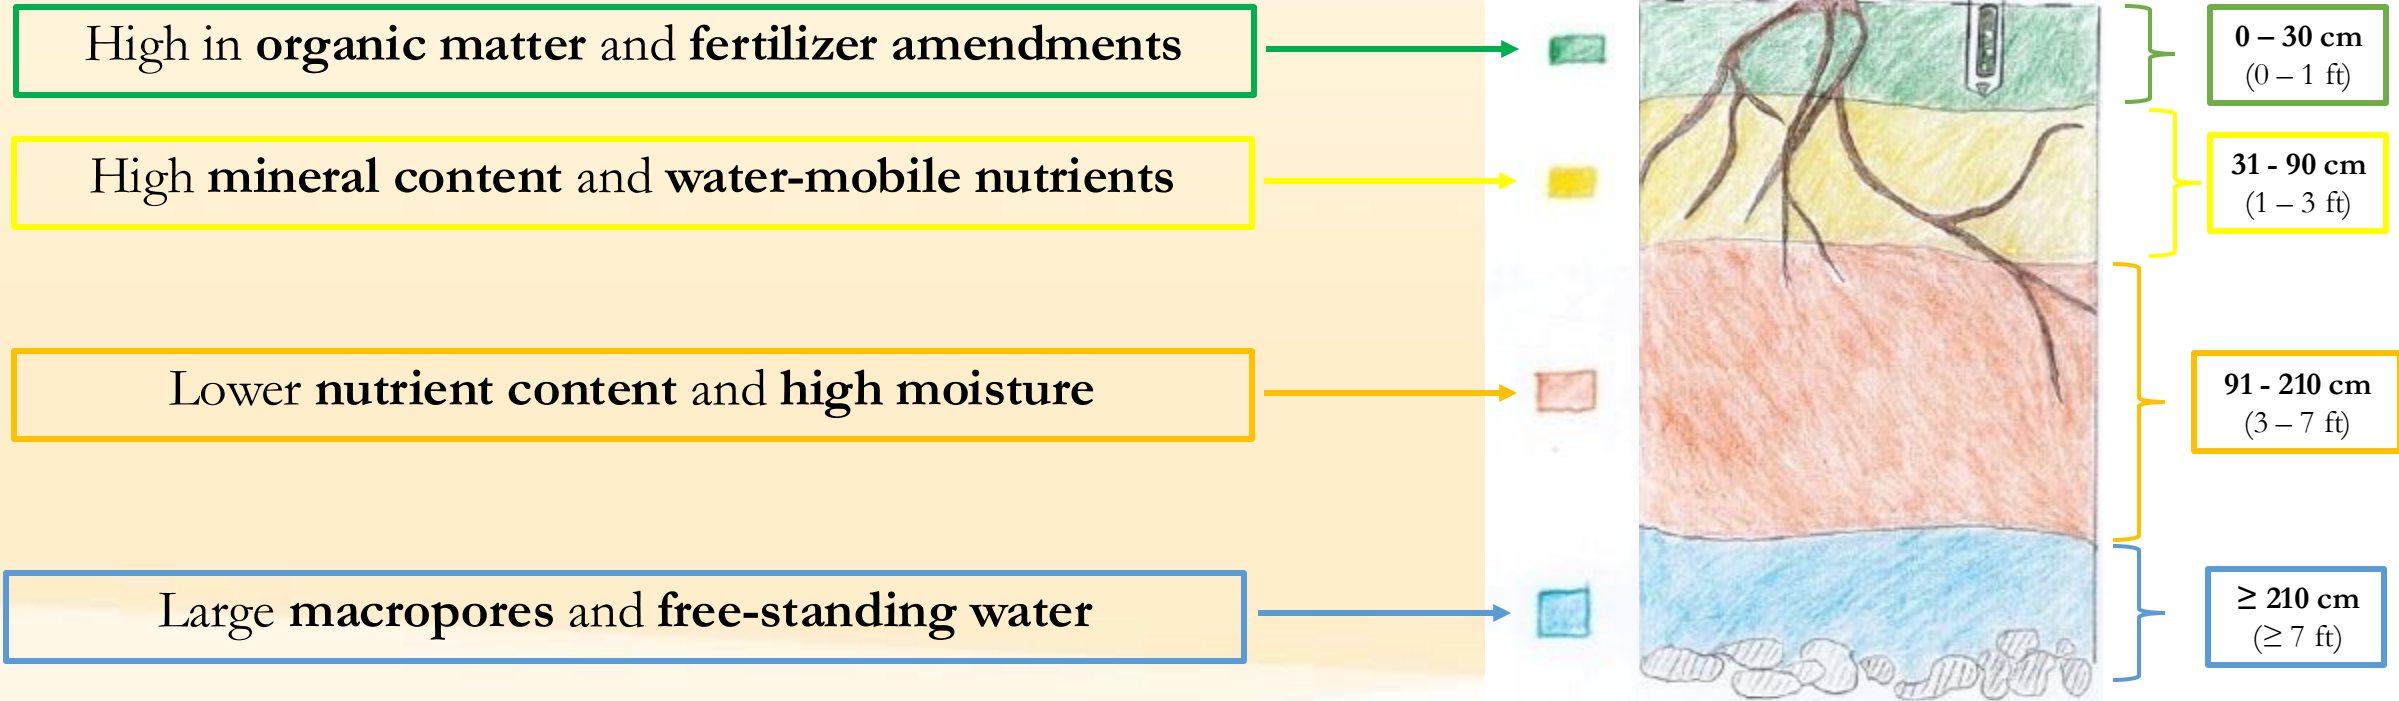 High in organic matter and fertilizer amendments
0 – 30 cm
(0 – 1 ft)
High mineral content and water-mobile nutrients
31 - 90 cm
(1 – 3 ft)
Lower nutrient content and high moisture
91 - 210 cm
(3 – 7 ft)
Large macropores and free-standing water
≥ 210 cm
(≥ 7 ft)